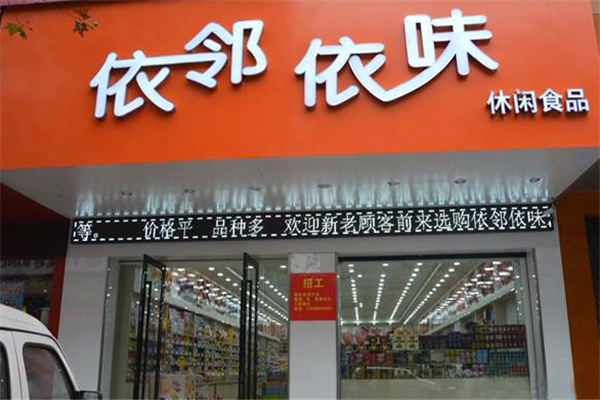 依邻依味
休闲食品
等。 价格平 品种多 欢迎新老顾客前来选购依邻依味
招工